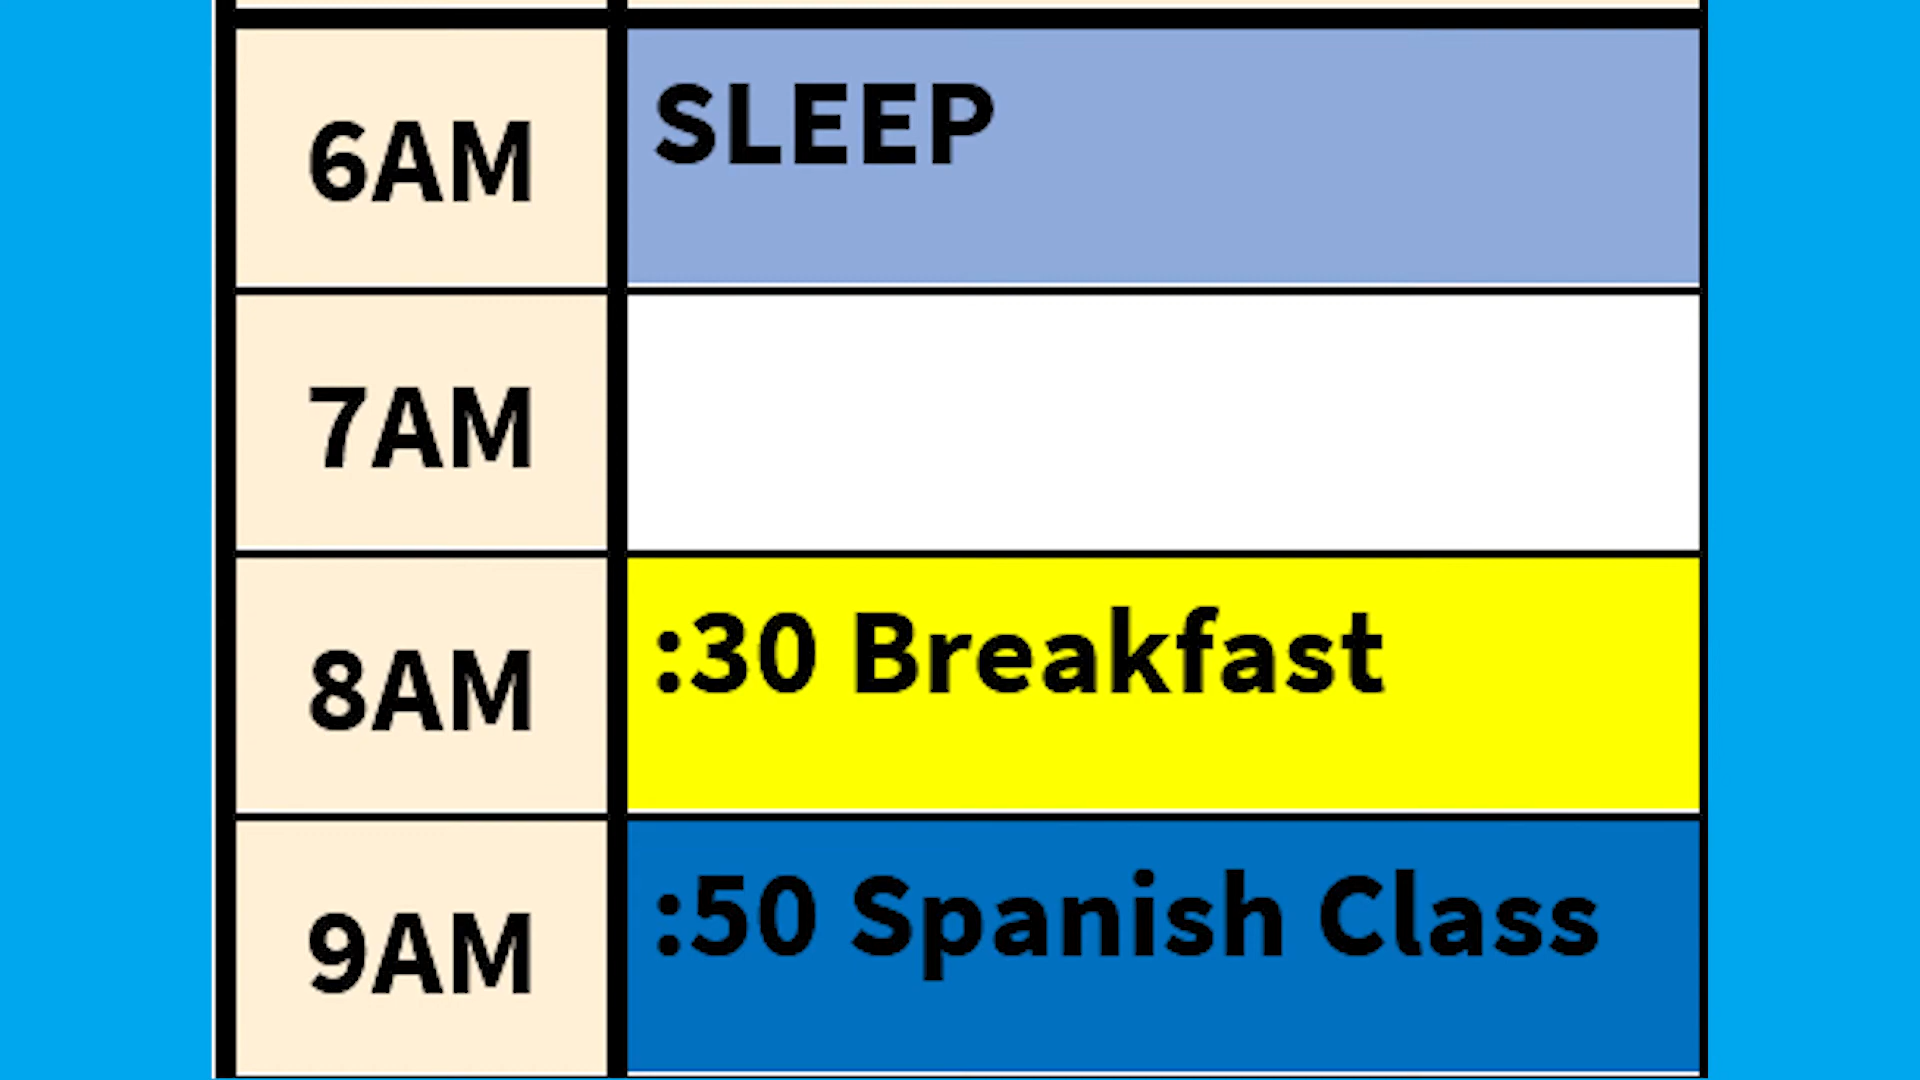 6AM
SLEEP
7AM
8AM
:30 Breakfast
9AM
:50 Spanish Class